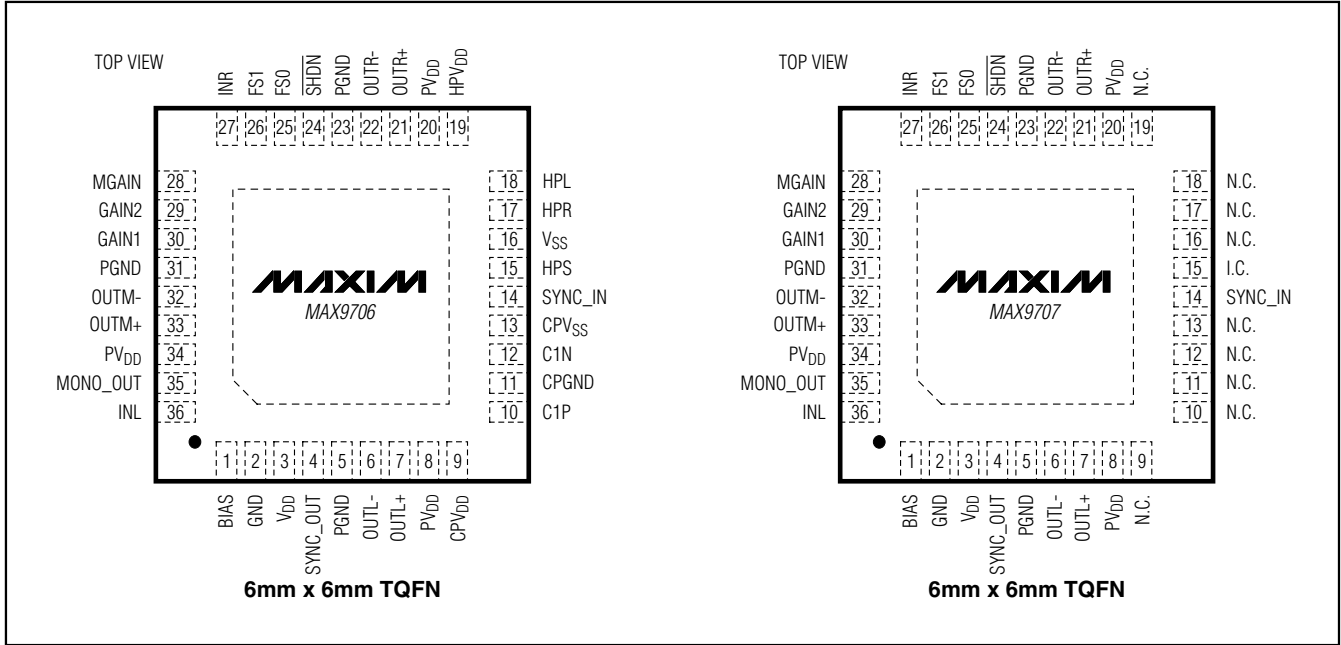 TOP VIEW
INR FS1 FS0 SHDN PGND OUTR- OUTR+ PVDD HPVDD
27 26 25 24 23 22 21 20 19
MGAIN 28
GAIN2 29
GAIN1 30
PGND 31
OUTM- 32
OUTM+ 33
PVDD 34
MONO_OUT 35
INL 36
MAXIM
MAX9706
18 HPL
17 HPR
16 VSS
15 HPS
14 SYNC_IN
13 CPVSS
12 C1N
11 CPGND
10 C1P
1 2 3 4 5 6 7 8 9
BIAS GND VDD SYNC_OUT PGND OUTL- OUTL+ PVDD CPVDD
6mm x 6mm TQFN
TOP VIEW
INR FS1 FS0 SHDN PGND OUTR- OUTR+ PVDD N.C.
27 26 25 24 23 22 21 20 19
MGAIN 28
GAIN2 29
GAIN1 30
PGND 31
OUTM- 32
OUTM+ 33
PVDD 34
MONO_OUT 35
INL 36
MAXIM
MAX9707
18 N.C.
17 N.C.
16 N.C.
15 I.C.
14 SYNC_IN
13 N.C.
12 N.C.
11 N.C.
10 N.C.
1 2 3 4 5 6 7 8 9
BIAS GND VDD SYNC_OUT PGND OUTL- OUTL+ PVDD N.C.
6mm x 6mm TQFN